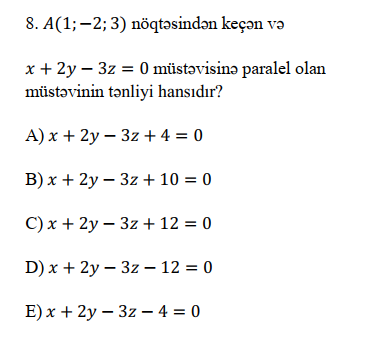 8. A(1; −2; 3) nöqtəsindən keçən və
x + 2y − 3z = 0 müstəvisinə paralel olan
müstəvinin tənliyi hansıdır?
A) x + 2y − 3z + 4 = 0
B) x + 2y − 3z + 10 = 0
C) x + 2y − 3z + 12 = 0
D) x + 2y − 3z − 12 = 0
E) x + 2y − 3z − 4 = 0